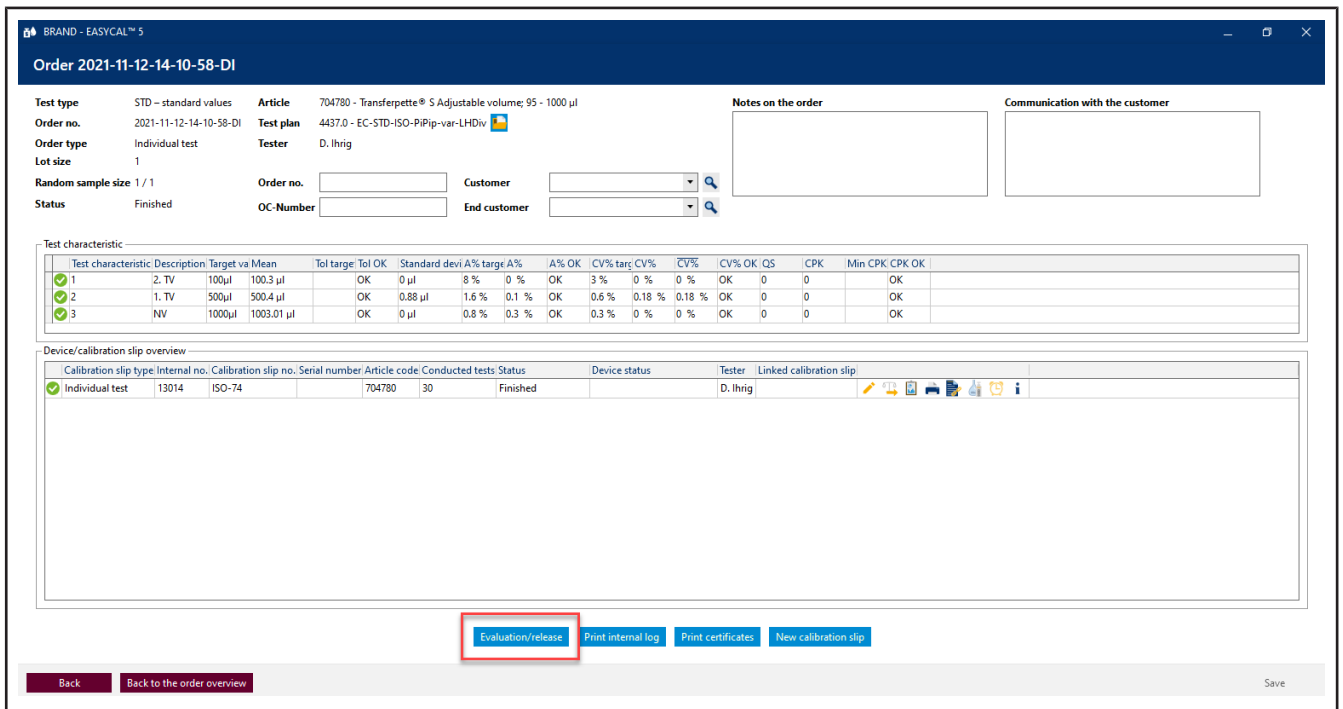 BRAND - EASYCAL™ 5
Order 2021-11-12-14-10-58-DI
Test type STD – standard values Article 704780 - Transferpette® S Adjustable volume; 95 - 1000 µl Notes on the order Communication with the customer
Order no. 2021-11-12-14-10-58-DI Test plan 4437.0 - EC-STD-ISO-PiPip-var-LHDiv
Order type Individual test Tester D. Ihrig
Lot size 1
Random sample size 1 / 1 Order no. Customer
Status Finished OC-Number End customer
Test characteristic
Test characteristic Description Target va Mean Tol targe Tol OK Standard devi A% targe A% A% OK CV% targ CV% CV% CV% OK QS CPK Min CPK CPK OK
1 2. TV 100µl 100.3 µl OK 0 µl 8 % 0 % OK 3 % 0 % 0 % OK 0 0 OK
2 1. TV 500µl 500.4 µl OK 0.88 µl 1.6 % 0.1 % OK 0.6 % 0.18 % 0.18 % OK 0 0 OK
3 NV 1000µl 1003.01 µl OK 0 µl 0.8 % 0.3 % OK 0.3 % 0 % 0 % OK 0 0 OK
Device/calibration slip overview
Calibration slip type Internal no. Calibration slip no. Serial number Article code Conducted tests Status Device status Tester Linked calibration slip
Individual test 13014 ISO-74 704780 30 Finished D. Ihrig
Evaluation/release Print internal log Print certificates New calibration slip
Back Back to the order overview Save